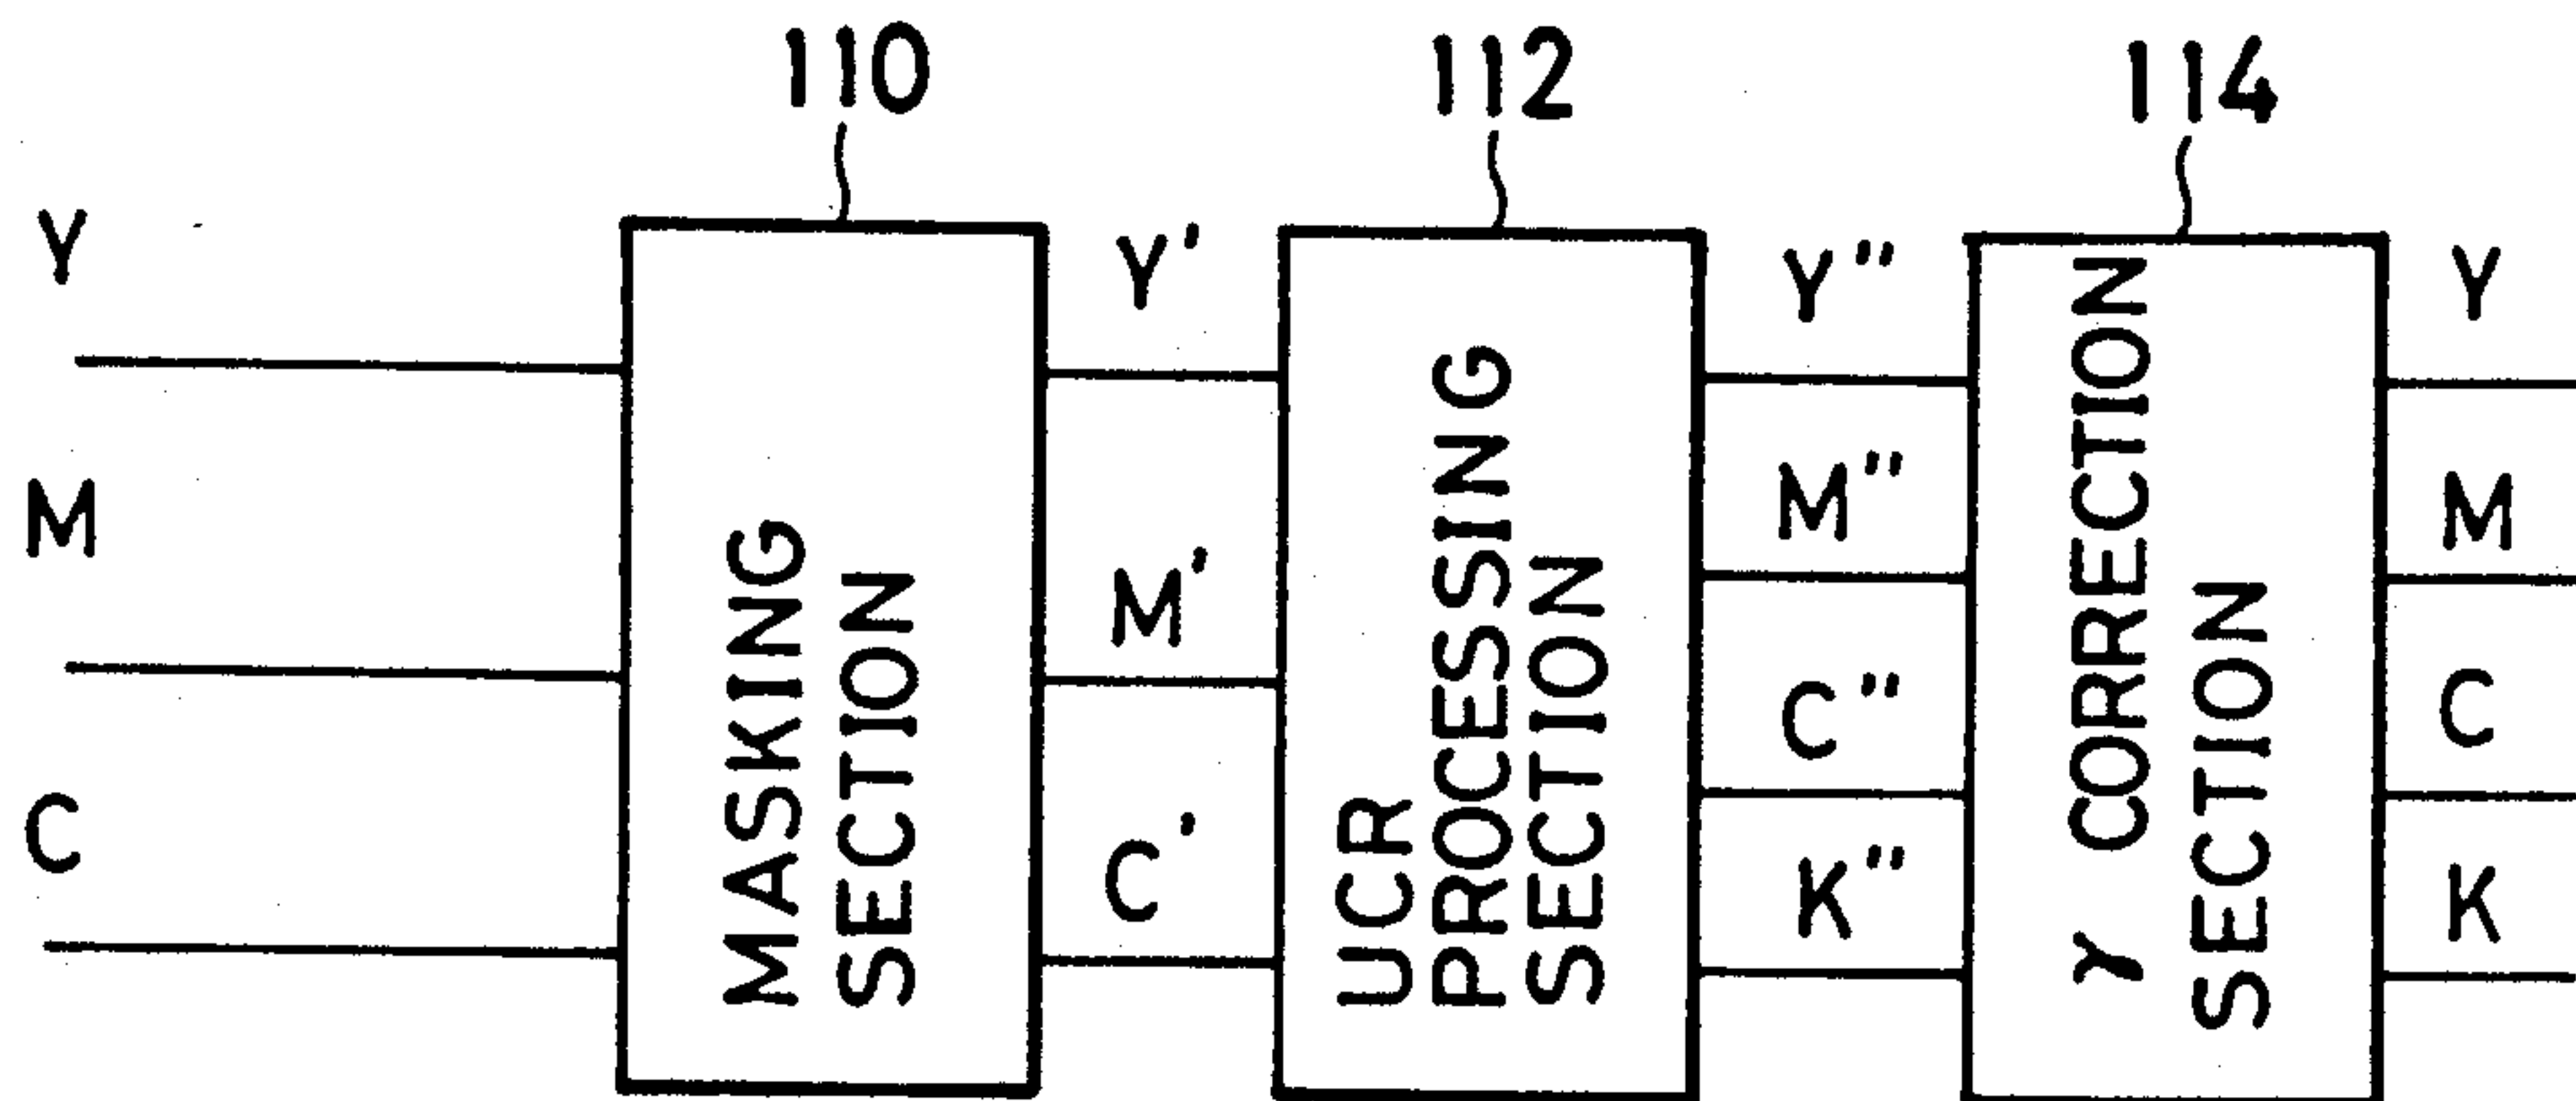 110
112
114
Y
M
C
MASKING
SECTION
Y'
M'
C'
UCR
PROCESSING
SECTION
Y"
M"
C"
K"
γ CORRECTION
SECTION
Y
M
C
K